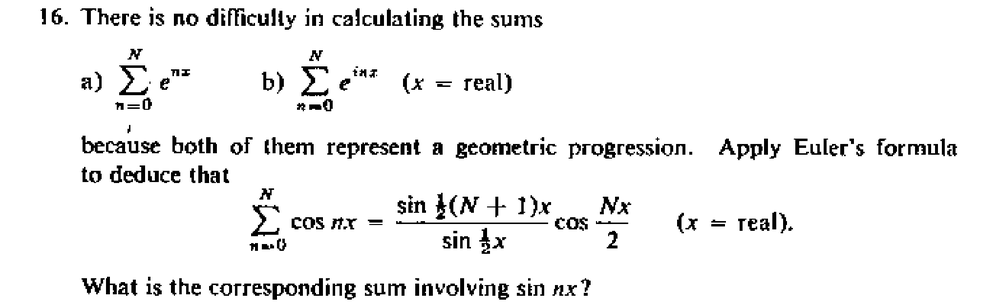 16. There is no difficulty in calculating the sums
a) \sum_{n=0}^{N} e^{nx} b) \sum_{n=0}^{N} e^{inx} (x = real)
because both of them represent a geometric progression. Apply Euler's formula
to deduce that
\sum_{n=0}^{N} cos nx = \frac{sin \frac{1}{2}(N + 1)x}{sin \frac{1}{2}x} cos \frac{Nx}{2} (x = real).
What is the corresponding sum involving sin nx?